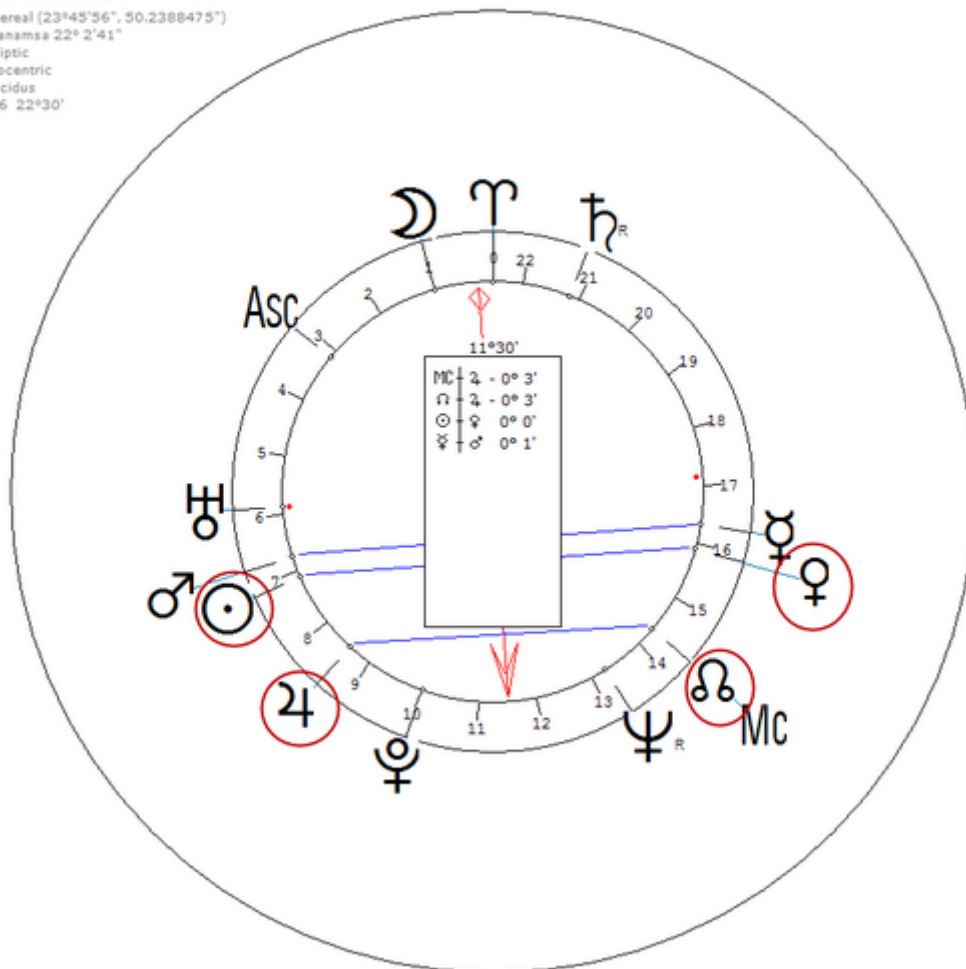 ereal (23°45'56", 50.2388475")
anamsa 22° 2'41"
iptic
ocentric
cidus
6 22°30'
☽
♈
♄ R
0
22
1
21
2
20
Asc
3
19
11°30'
MC ♃ - 0° 3'
☊ ♃ - 0° 3'
☉ ♀ 0° 0'
☿ ♂ 0° 1'
4
18
5
17
♅
6
☿
16
♀
7
♂
☉
15
8
14
9
☊
♃
13
10
12
11
Mc
♆ R
♇